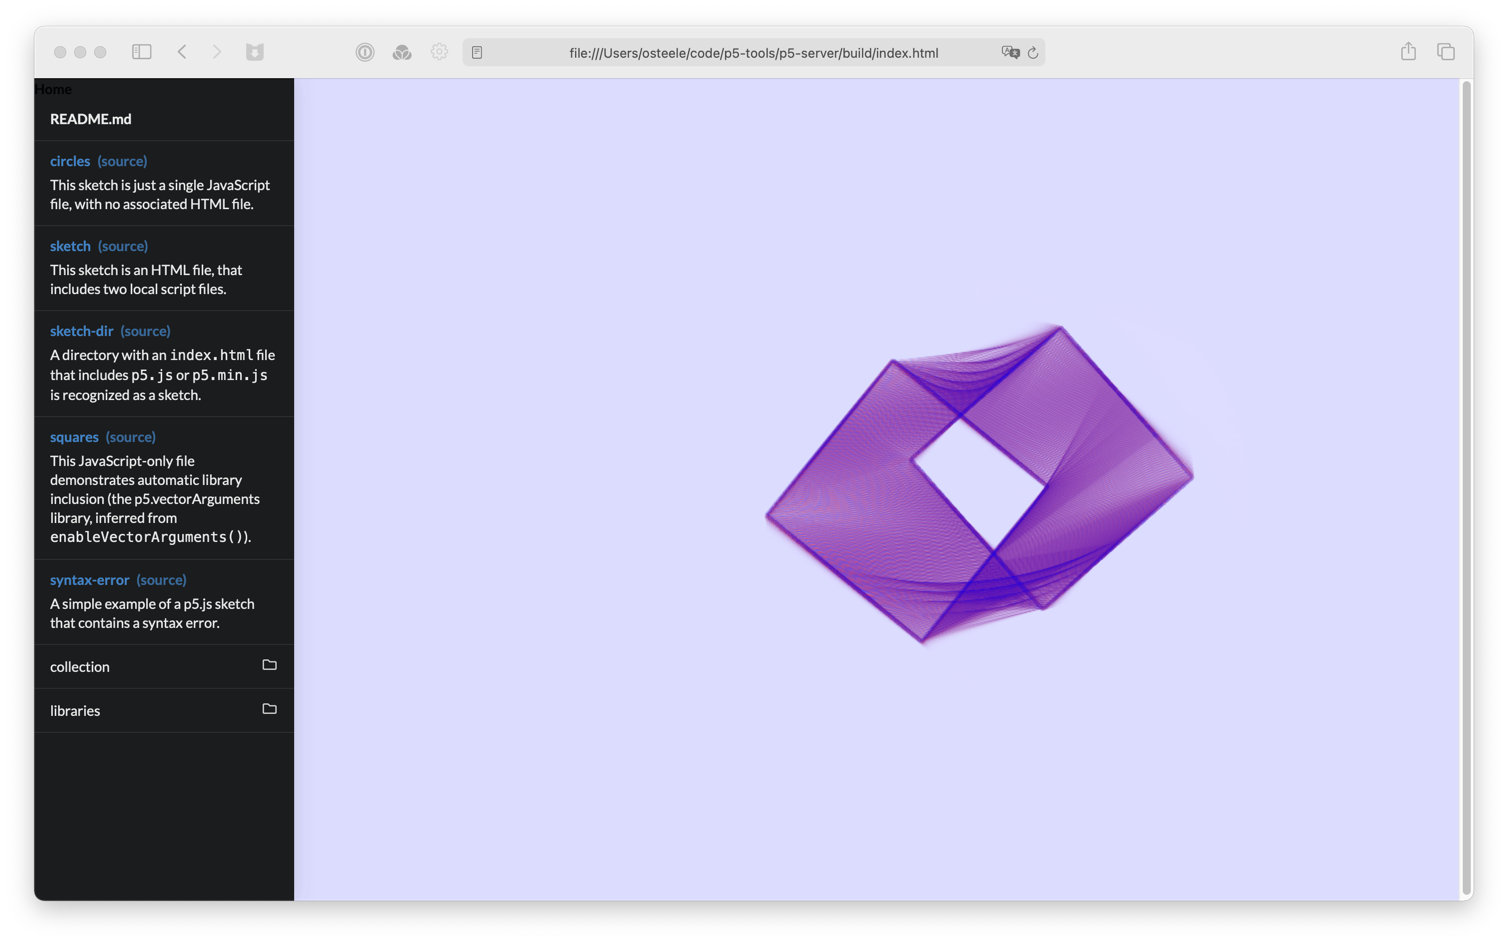 file:///Users/osteele/code/p5-tools/p5-server/build/index.html
Home
README.md
circles (source)
This sketch is just a single JavaScript
file, with no associated HTML file.
sketch (source)
This sketch is an HTML file, that
includes two local script files.
sketch-dir (source)
A directory with an index.html file
that includes p5.js or p5.min.js
is recognized as a sketch.
squares (source)
This JavaScript-only file
demonstrates automatic library
inclusion (the p5.vectorArguments
library, inferred from
enableVectorArguments()).
syntax-error (source)
A simple example of a p5.js sketch
that contains a syntax error.
collection
libraries